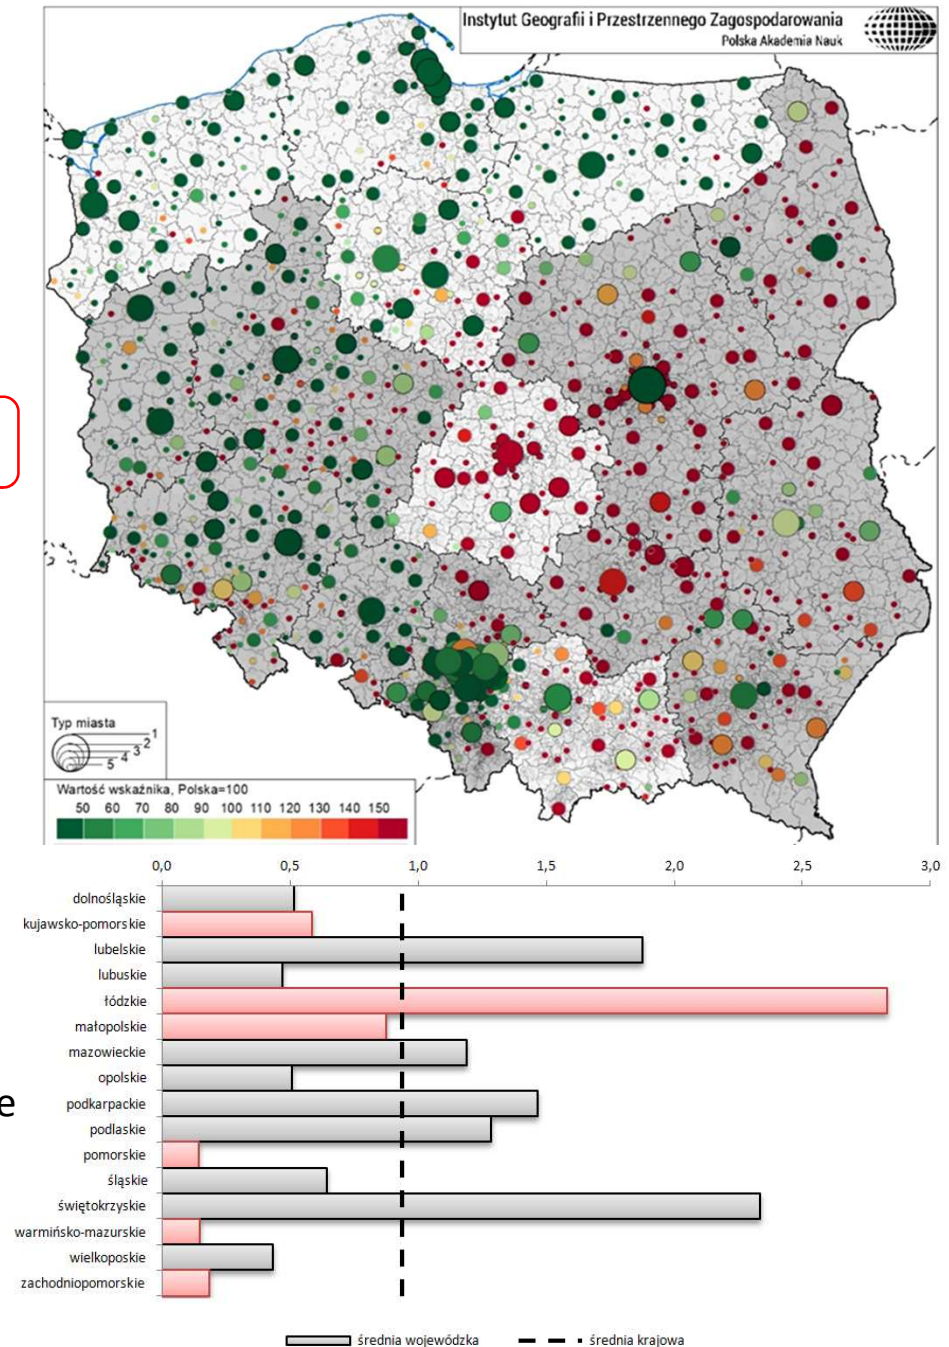 Instytut Geografii i Przestrzennego Zagospodarowania
Polska Akademia Nauk
Typ miasta
1
2
3
4
5
Wartość wskaźnika, Polska=100
50 60 70 80 90 100 110 120 130 140 150
0,0 0,5 1,0 1,5 2,0 2,5 3,0
dolnośląskie
kujawsko-pomorskie
lubelskie
lubuskie
łódzkie
małopolskie
mazowieckie
opolskie
e
podkarpackie
podlaskie
pomorskie
śląskie
świętokrzyskie
warmińsko-mazurskie
wielkoposkie
zachodniopomorskie
średnia wojewódzka
średnia krajowa